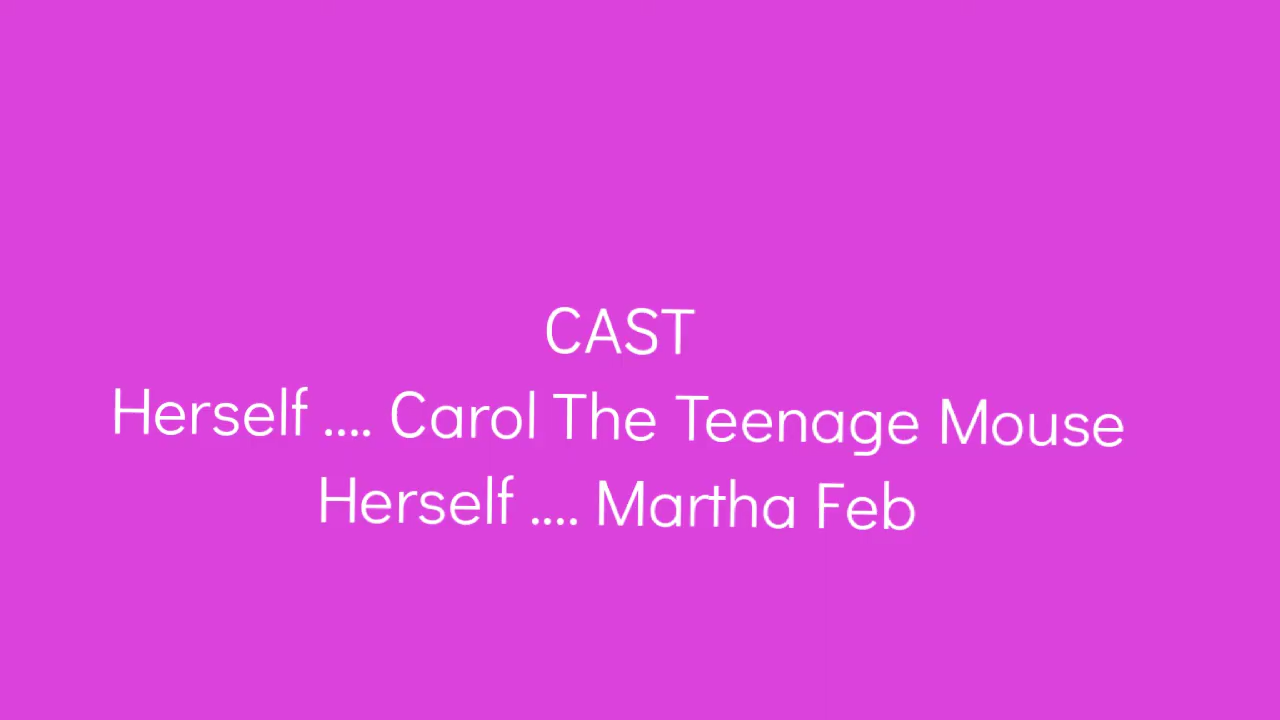 CAST
Herself .... Carol The Teenage Mouse
Herself .... Martha Feb